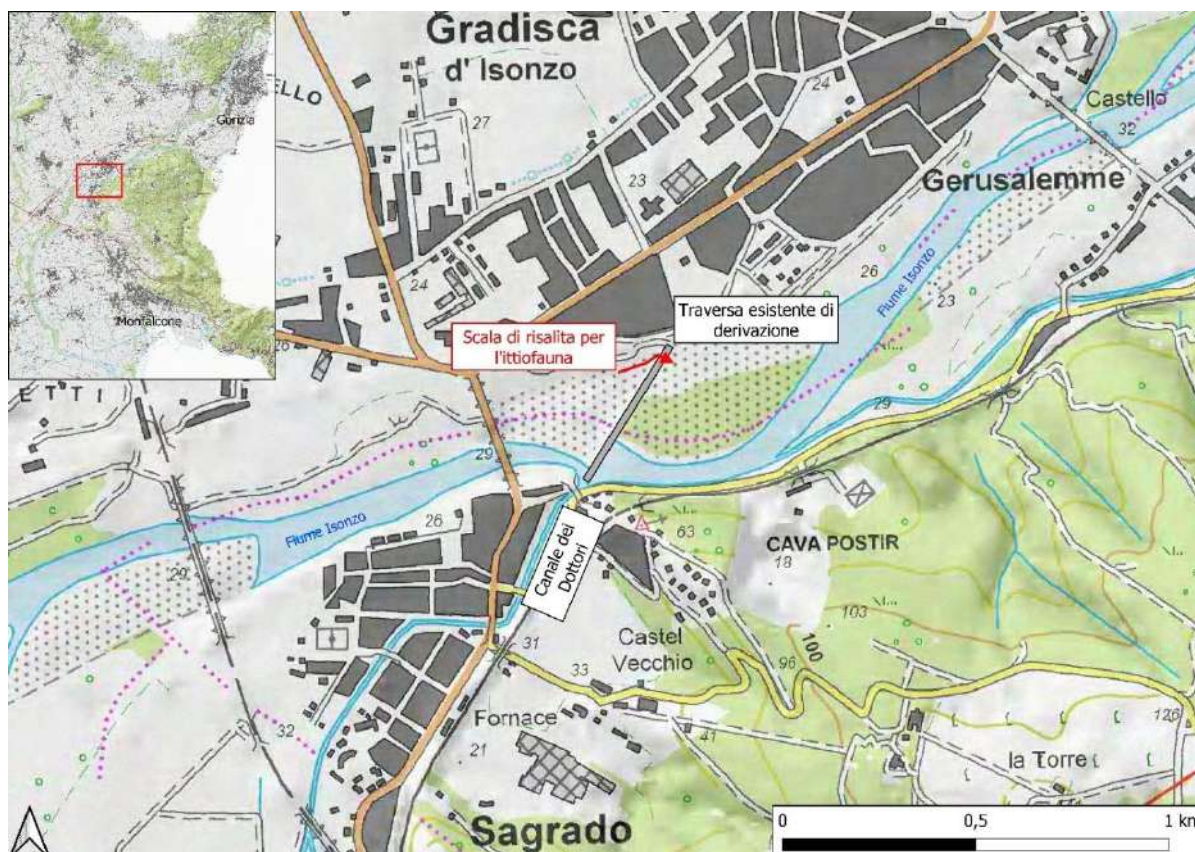 Gradisca
d' Isonzo
ELLO
Gorizia
Monfalcone
27
24
Castello
32
23
Gerusalemme
26
Fiume Isonzo
23
24
Traversa esistente di
derivazione
Scala di risalita per
l'ittiofauna
26
ETTI
29
29
Fiume Isonzo
26
29
Canale dei
Dottori
63
CAVA POSTIR
18
103
100
31
Castel
Vecchio
33
96
Fornace
32
21
41
126
la Torre
Sagrado
0
0,5
1 km